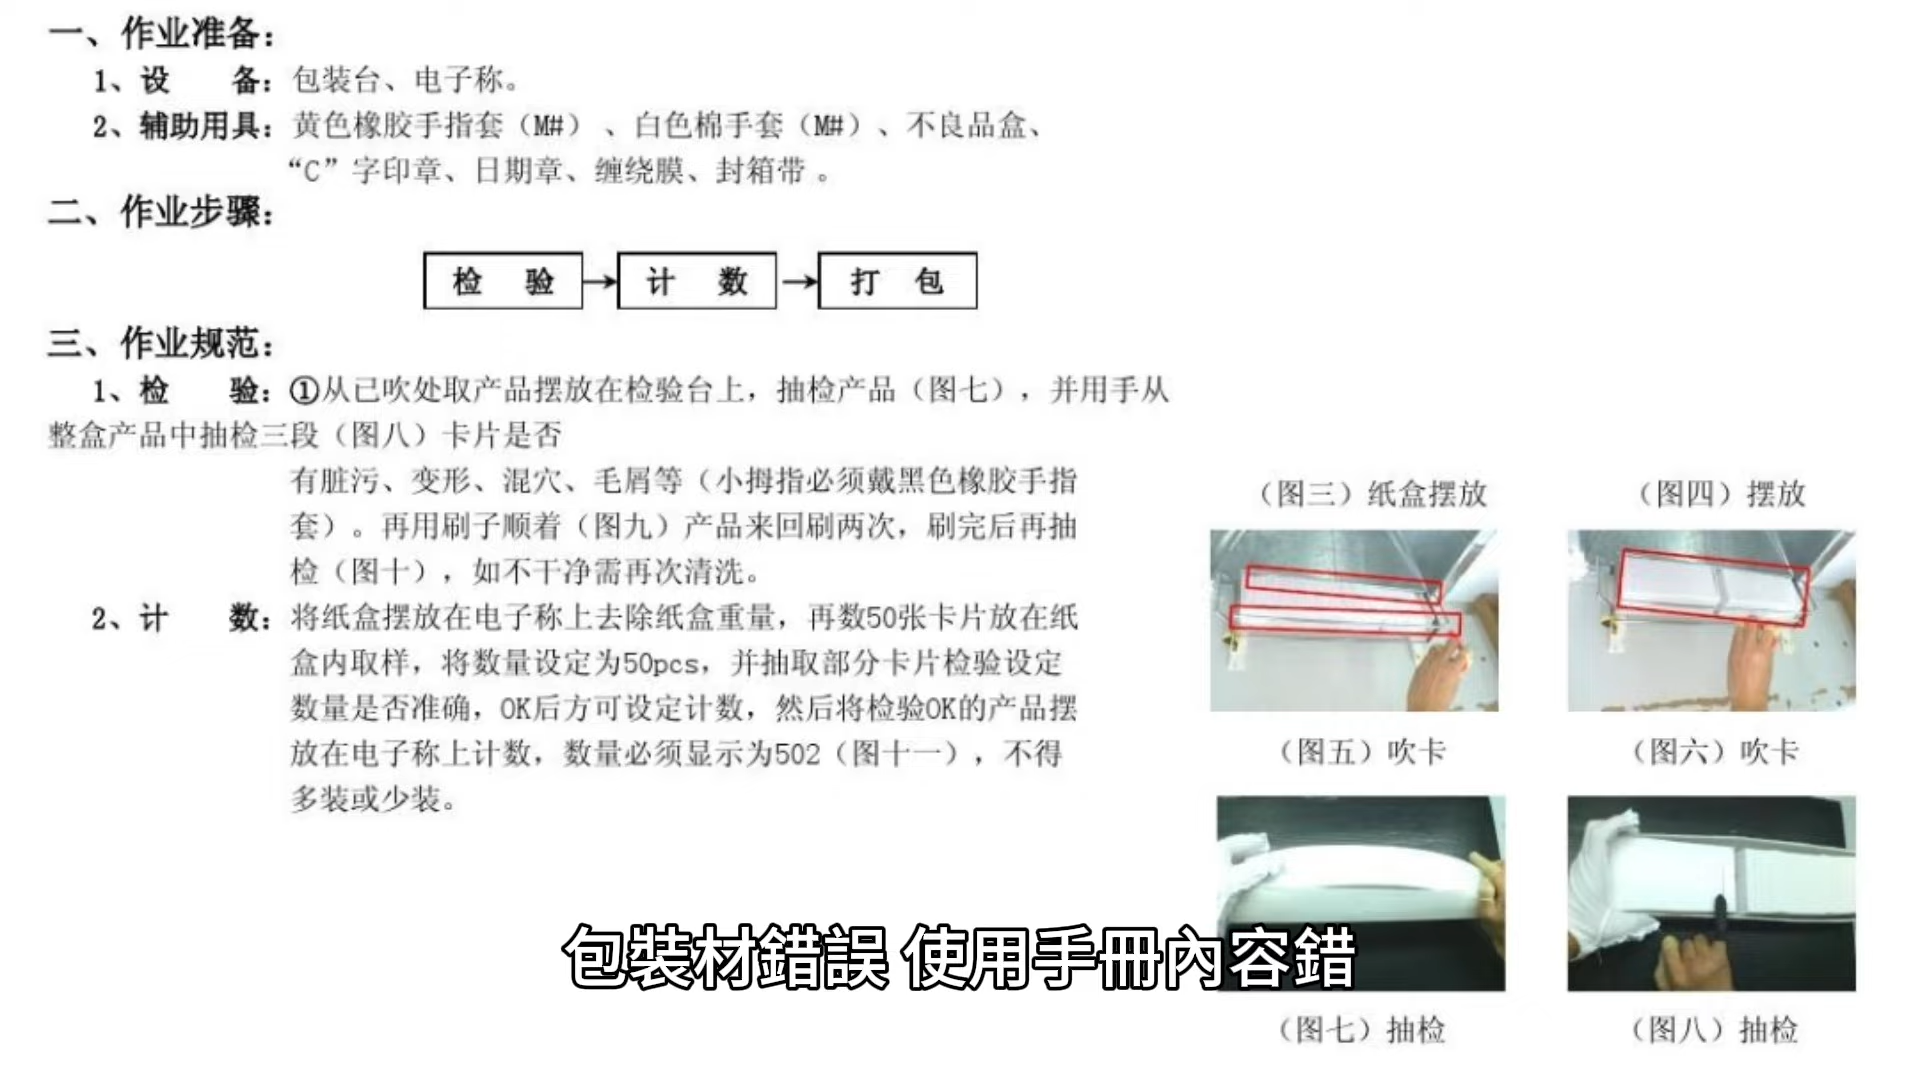 一、作业准备：
1、设　　备：包装台、电子称。
2、辅助用具：黄色橡胶手指套（M#）、白色棉手套（M#）、不良品盒、
“C”字印章、日期章、缠绕膜、封箱带 。
二、作业步骤：
检　验 → 计　数 → 打　包
三、作业规范：
1、检　　验：①从已吹处取产品摆放在检验台上，抽检产品（图七），并用手从
整盒产品中抽检三段（图八）卡片是否
有脏污、变形、混穴、毛屑等（小拇指必须戴黑色橡胶手指
套）。再用刷子顺着（图九）产品来回刷两次，刷完后再抽
检（图十），如不干净需再次清洗。
2、计　　数：将纸盒摆放在电子称上去除纸盒重量，再数50张卡片放在纸
盒内取样，将数量设定为50pcs，并抽取部分卡片检验设定
数量是否准确，OK后方可设定计数，然后将检验OK的产品摆
放在电子称上计数，数量必须显示为502（图十一），不得
多装或少装。
（图三）纸盒摆放
（图四）摆放
（图五）吹卡
（图六）吹卡
（图七）抽检
（图八）抽检
包裝材錯誤 使用手冊內容錯